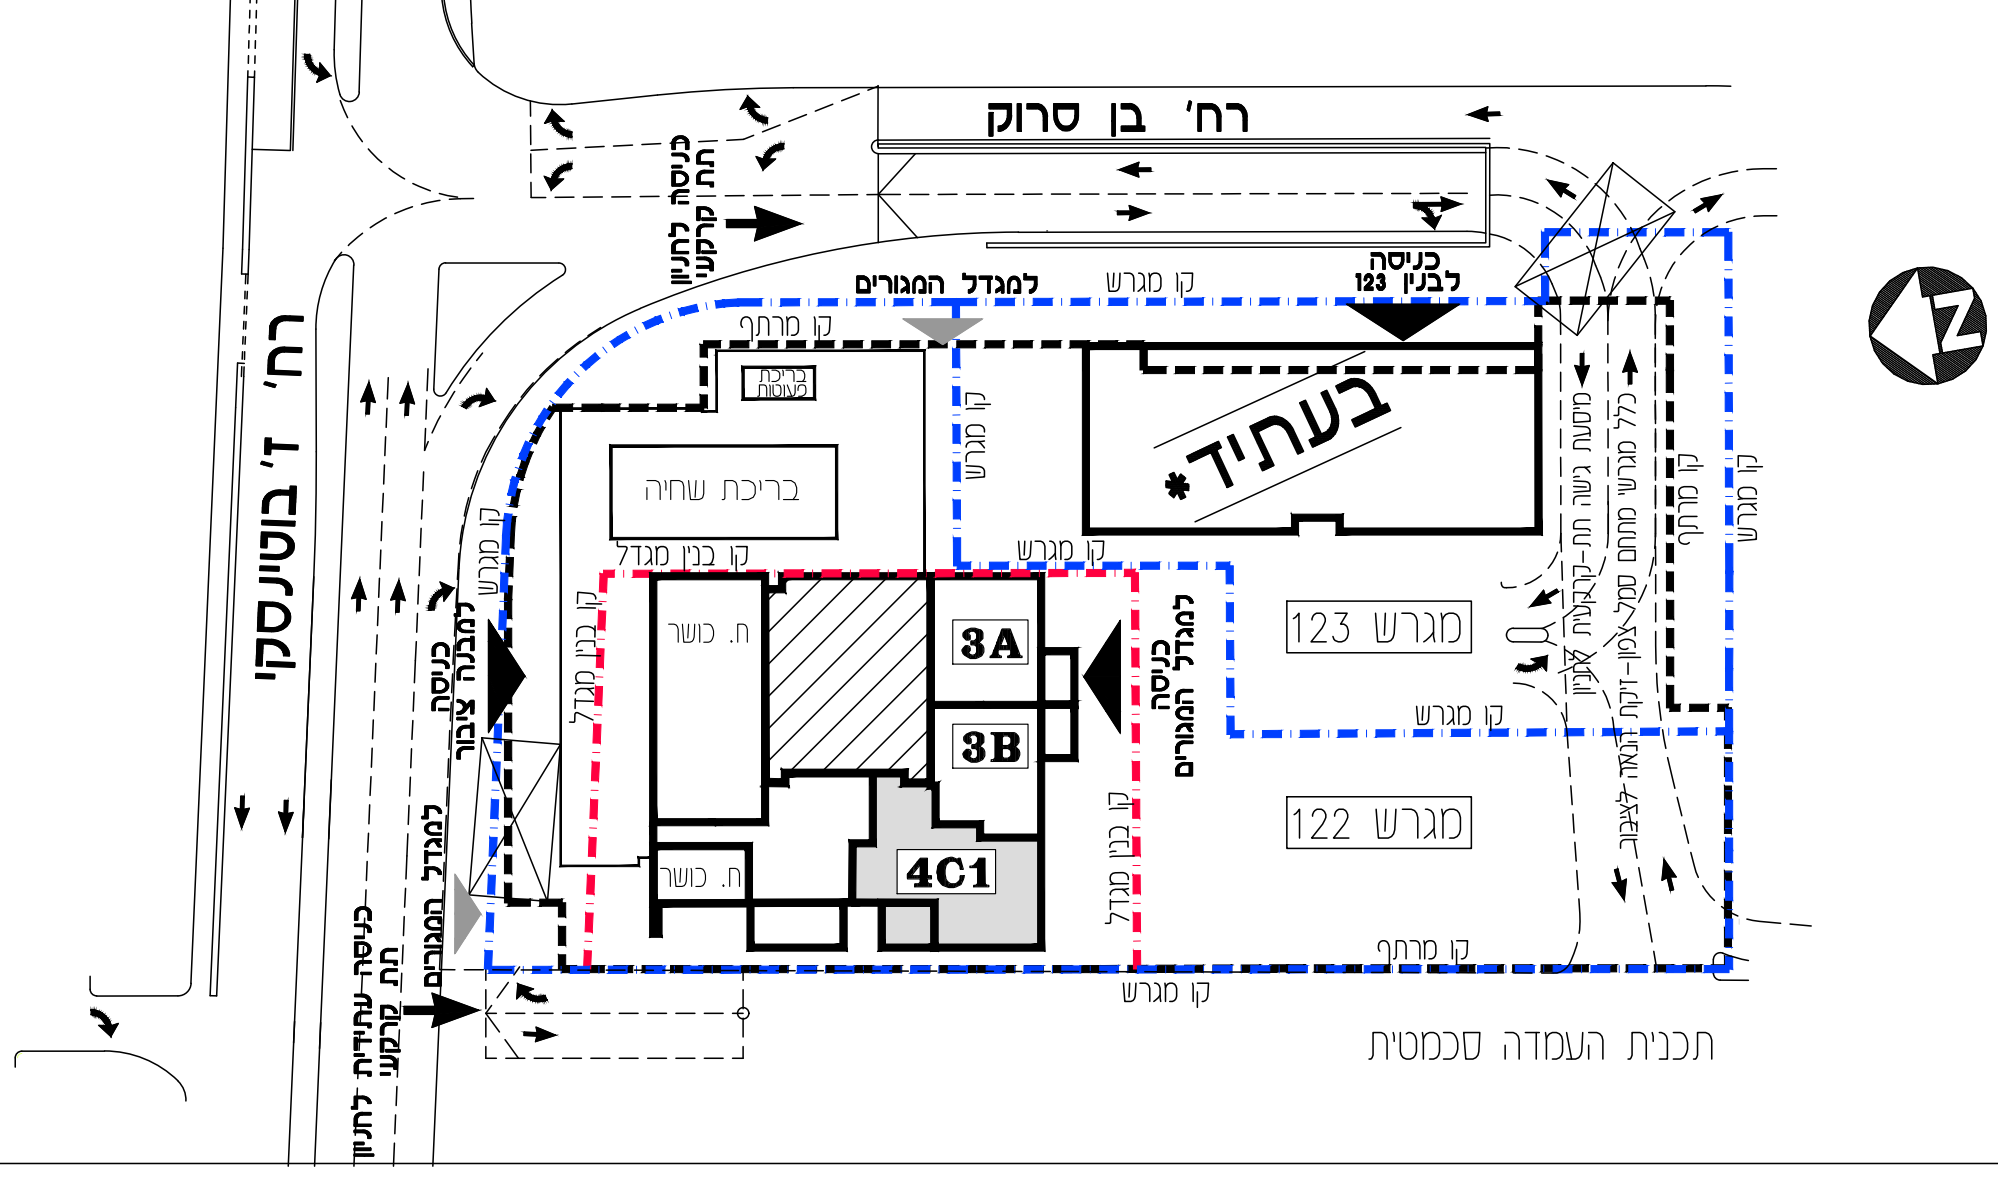 רח' בן סרוק
כניסה לחניון
תת קרקעי
למגדל המגורים
קו מגרש
כניסה
לבנין 123
קו מרתף
רח' ז' בוטינסקי
בריכת
פעוטות
קו מגרש
בעתיד*
בריכת שחיה
קו בנין מגדל
קו מגרש
קו מגרש
קו בנין מגדל
ח. כושר
3A
3B
4C1
ח. כושר
כניסה
למבנה ציבור
כניסה
למגדל המגורים
מגרש 123
מגרש 122
קו מגרש
קו מרתף
קו מגרש
מיסעת גישה תת-קרקעית לחניון
כלל מגרשי מתחם סמל צפון-זיקת הנאה לציבור
קו בנין מגדל
למגדל המגורים
כניסה עתידית לחניון
תת קרקעי
קו מרתף
קו מגרש
תכנית העמדה סכמטית
N